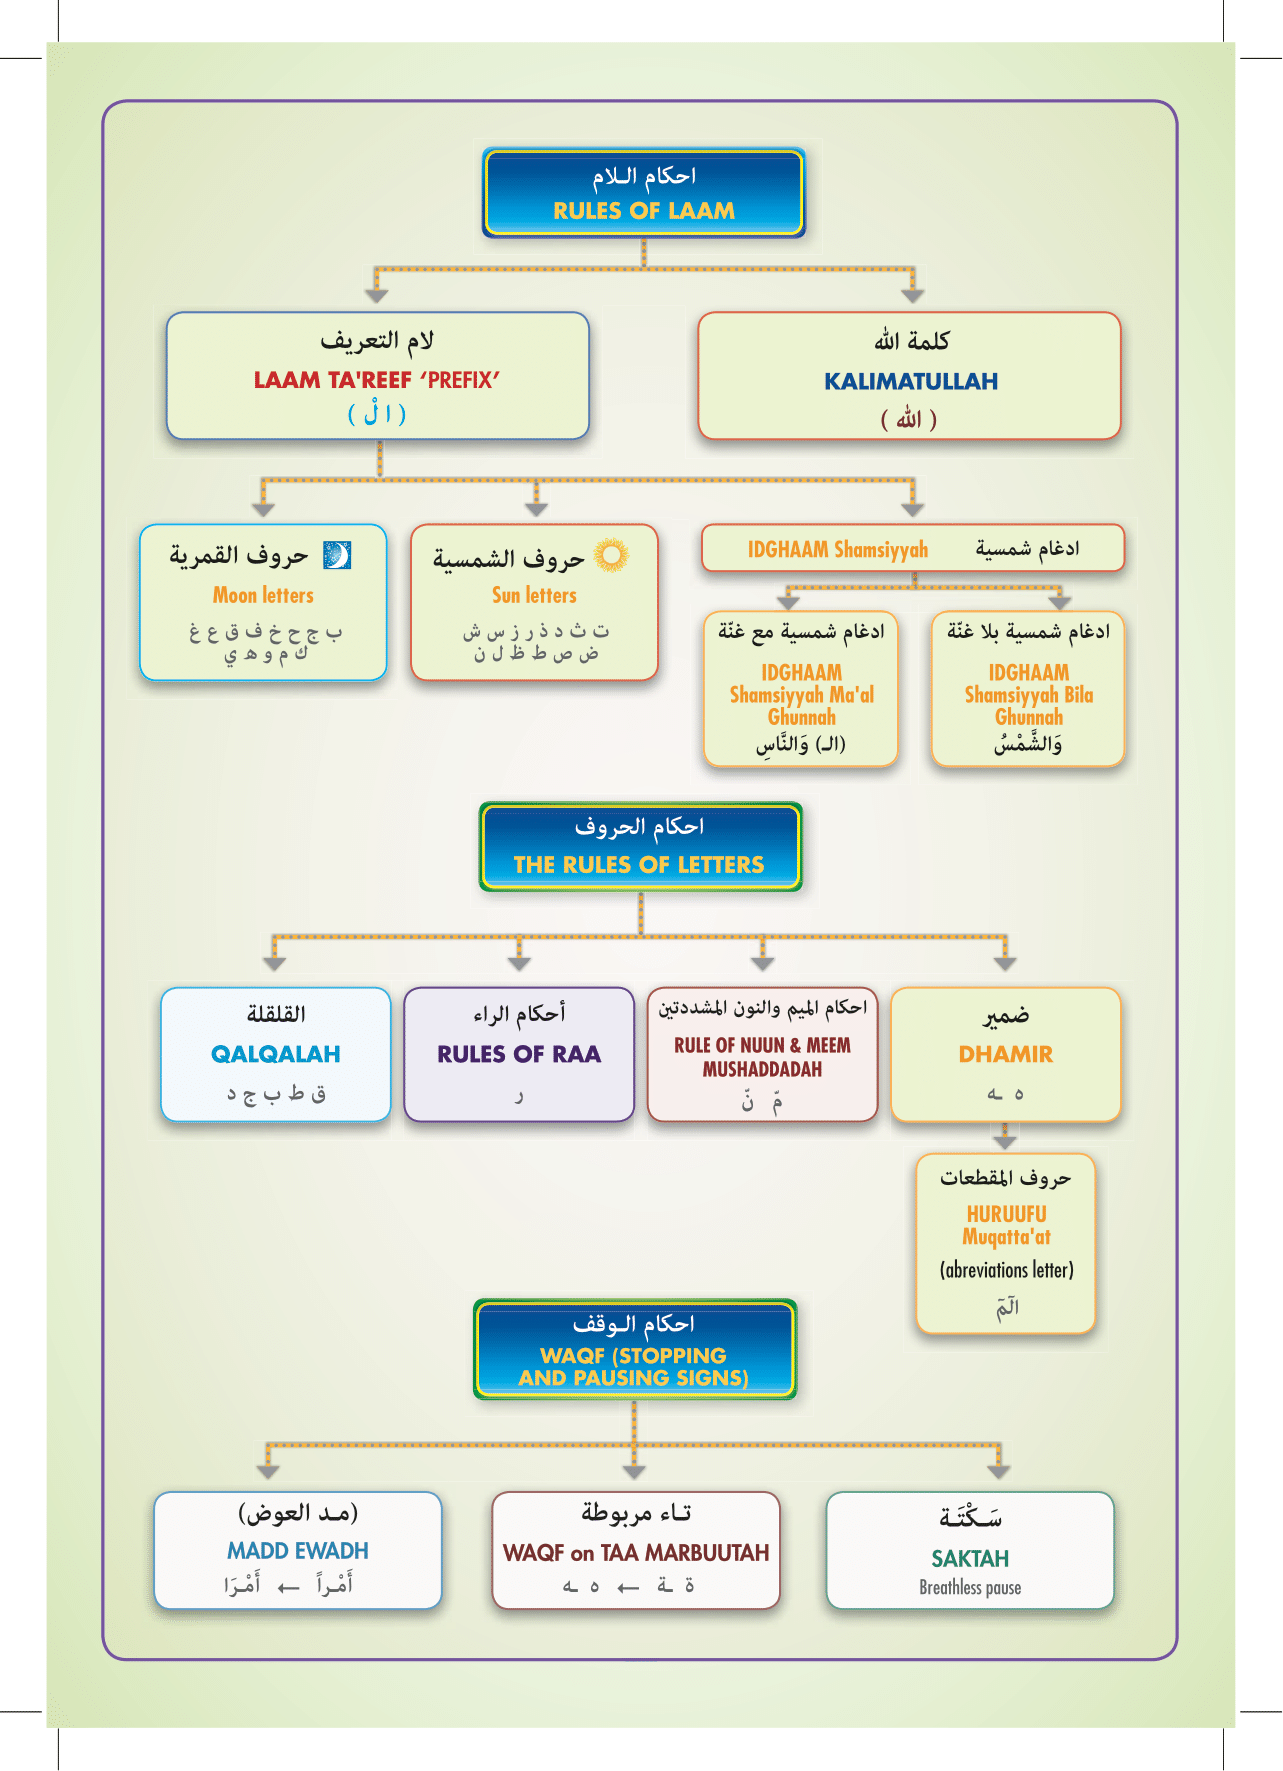 احكام الـلام
RULES OF LAAM
لام التعريف
LAAM TA'REEF ‘PREFIX’
( ا لْ )
كلمة الله
KALIMATULLAH
( الله )
حروف القمرية
Moon letters
ب ج ح خ ف ق ع غ
ك م و ه ي
حروف الشمسية
Sun letters
ت ث د ذ ر ز س ش
ض ص ط ظ ل ن
IDGHAAM Shamsiyyah ادغام شمسية
ادغام شمسية مع غنّة
IDGHAAM
Shamsiyyah Ma'al
Ghunnah
(الـ) وَالنَّاسِ
ادغام شمسية بلا غنّة
IDGHAAM
Shamsiyyah Bila
Ghunnah
وَالشَّمْسُ
احكام الحروف
THE RULES OF LETTERS
القلقلة
QALQALAH
ق ط ب ج د
أحكام الراء
RULES OF RAA
ر
احكام الميم والنون المشددتين
RULE OF NUUN & MEEM
MUSHADDADAH
مّ نّ
ضمير
DHAMIR
ه ـه
حروف المقطعات
HURUUFU
Muqatta'at
(abreviations letter)
الٓمٓ
احكام الـوقف
WAQF (STOPPING
AND PAUSING SIGNS)
(مـد العوض)
MADD EWADH
أَمْـراً ← أَمْـرَا
تـاء مربوطة
WAQF on TAA MARBUUTAH
ة ـة ← ه ـه
سَـكْتَـة
SAKTAH
Breathless pause